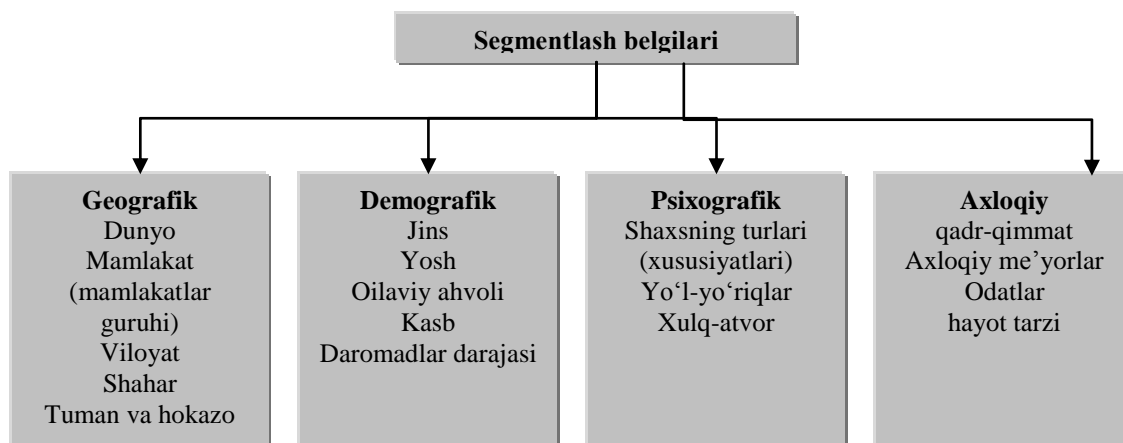 Segmentlash belgilari
Geografik
Dunyo
Mamlakat
(mamlakatlar
guruhi)
Viloyat
Shahar
Tuman va hokazo
Demografik
Jins
Yosh
Oilaviy ahvoli
Kasb
Daromadlar darajasi
Psixografik
Shaxsning turlari
(xususiyatlari)
Yo‘l-yo‘riqlar
Xulq-atvor
Axloqiy
qadr-qimmat
Axloqiy me’yorlar
Odatlar
hayot tarzi